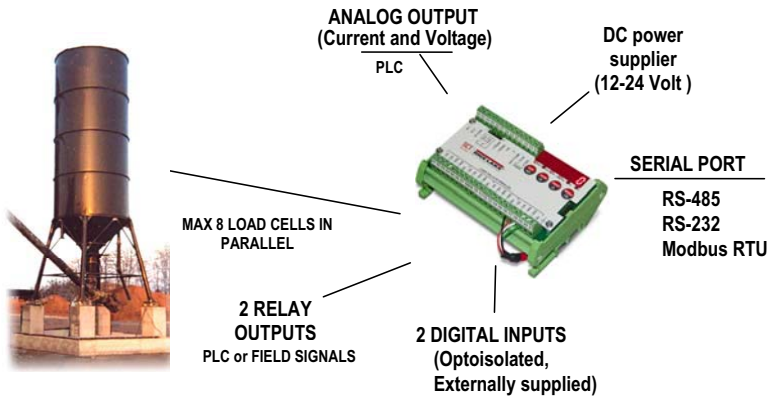 ANALOG OUTPUT
(Current and Voltage)
PLC
DC power
supplier
(12-24 Volt )
SERIAL PORT
RS-485
RS-232
Modbus RTU
MAX 8 LOAD CELLS IN
PARALLEL
2 RELAY
OUTPUTS
PLC or FIELD SIGNALS
2 DIGITAL INPUTS
(Optoisolated,
Externally supplied)